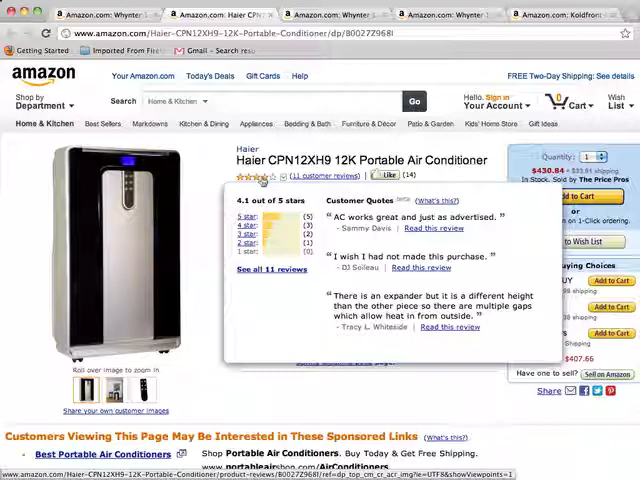 Amazon.com: Whynter
Amazon.com: Haier CPN12XH9
Amazon.com: Whynter
Amazon.com: Whynter
Amazon.com: Koldfront
www.amazon.com/Haier-CPN12XH9-12K-Portable-Conditioner/dp/B0027Z968I
Getting Started
Imported From Firef
Gmail - Search resu
amazon
Your Amazon.com
Today's Deals
Gift Cards
Help
FREE Two-Day Shipping: See details
Shop by
Department
Search
Home & Kitchen
Go
Hello. Sign in
Your Account
0
Cart
Wish
List
Home & Kitchen
Best Sellers
Markdowns
Kitchen & Dining
Appliances
Bedding & Bath
Furniture & Décor
Patio & Garden
Kids' Home Store
Gift Ideas
Haier
Haier CPN12XH9 12K Portable Air Conditioner
(11 customer reviews)
Like
(14)
4.1 out of 5 stars
5 star: (5)
4 star: (3)
3 star: (2)
2 star: (1)
1 star: (0)
See all 11 reviews
Customer Quotes beta (What's this?)
“ AC works great and just as advertised. ”
- Sammy Davis | Read this review
“ I wish I had not made this purchase. ”
- DJ Soileau | Read this review
“ There is an expander but it is a different height
than the other piece so there are multiple gaps
which allow heat in from outside. ”
- Tracy L. Whiteside | Read this review
Quantity: 1
$430.84 + $33.91 shipping
In Stock. Sold by The Price Pros
d to Cart
or
on 1-Click ordering.
to Wish List
uying Choices
BUY
Add to Cart
Add to Cart
Add to Cart
$407.66
Have one to sell? Sell on Amazon
Share
Roll over image to zoom in
Share your own customer images
Customers Viewing This Page May Be Interested in These Sponsored Links (What's this?)
Best Portable Air Conditioners
Shop Portable Air Conditioners. Buy Today & Get Free Shipping.
www.portableairshop.com/Air Conditioners
www.amazon.com/Haier-CPN12XH9-12K-Portable-Conditioner/product-reviews/B0027Z968I/ref=dp_top_cm_cr_acr_img?ie=UTF8&showViewpoints=1